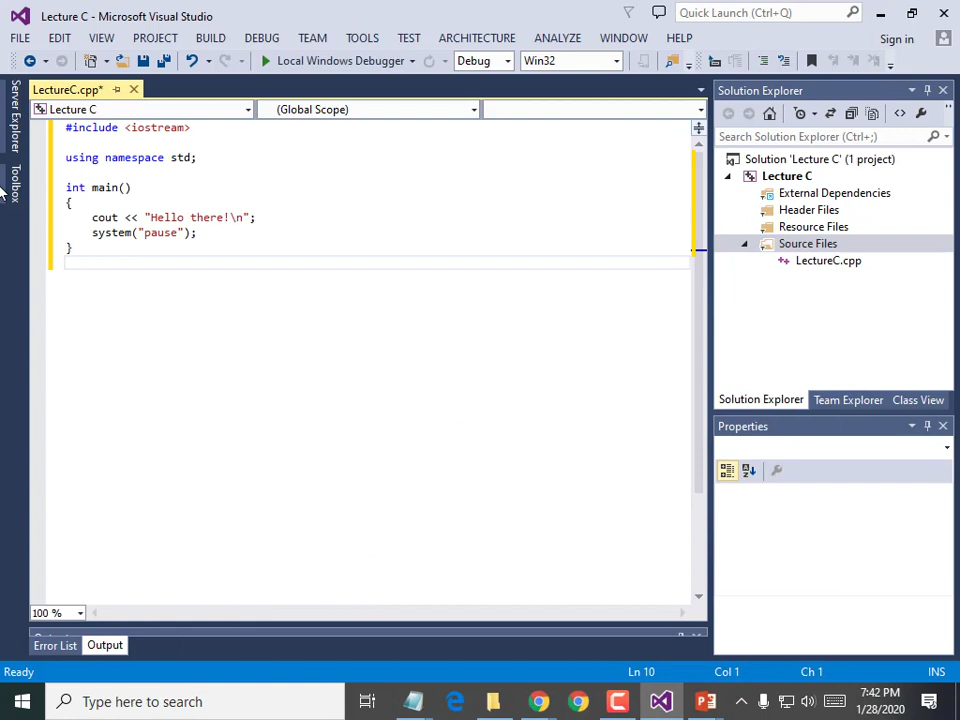 Lecture C - Microsoft Visual Studio
Quick Launch (Ctrl+Q)
FILE EDIT VIEW PROJECT BUILD DEBUG TEAM TOOLS TEST ARCHITECTURE ANALYZE WINDOW HELP Sign in
Local Windows Debugger Debug Win32
LectureC.cpp*
Lecture C (Global Scope)
Server Explorer
Toolbox
#include <iostream>
using namespace std;
int main()
{
cout << "Hello there!\n";
system("pause");
}
100 %
Error List Output
Solution Explorer
Search Solution Explorer (Ctrl+;)
Solution 'Lecture C' (1 project)
Lecture C
External Dependencies
Header Files
Resource Files
Source Files
LectureC.cpp
Solution Explorer Team Explorer Class View
Properties
Ready Ln 10 Col 1 Ch 1 INS
Type here to search
7:42 PM
1/28/2020